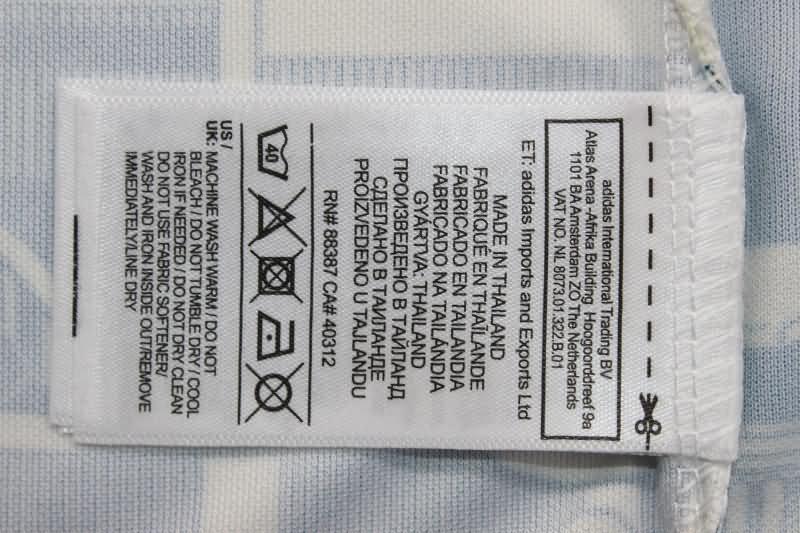 adidas International Trading BV
Atlas Arena -Afrika Building Hoogoorddreef 9a
1101 BA Amsterdam ZO The Netherlands
VAT NO. NL 8073.01.322.B.01
ET: adidas Imports and Exports Ltd
MADE IN THAILAND
FABRIQUÉ EN THAÏLANDE
FABRICADO EN TAILANDIA
FABRICADO NA TAILÂNDIA
GYÁRTVA: THAILAND
ПРОИЗВЕДЕНО В ТАЙЛАНД
СДЕЛАНО В ТАИЛАНДЕ
PROIZVEDENO U TAJLANDU
RN# 88387 CA# 40312
40
US /
UK: MACHINE WASH WARM / DO NOT
BLEACH / DO NOT TUMBLE DRY / COOL
IRON IF NEEDED / DO NOT DRY CLEAN
DO NOT USE FABRIC SOFTENER/
WASH AND IRON INSIDE OUT/REMOVE
IMMEDIATELY/LINE DRY